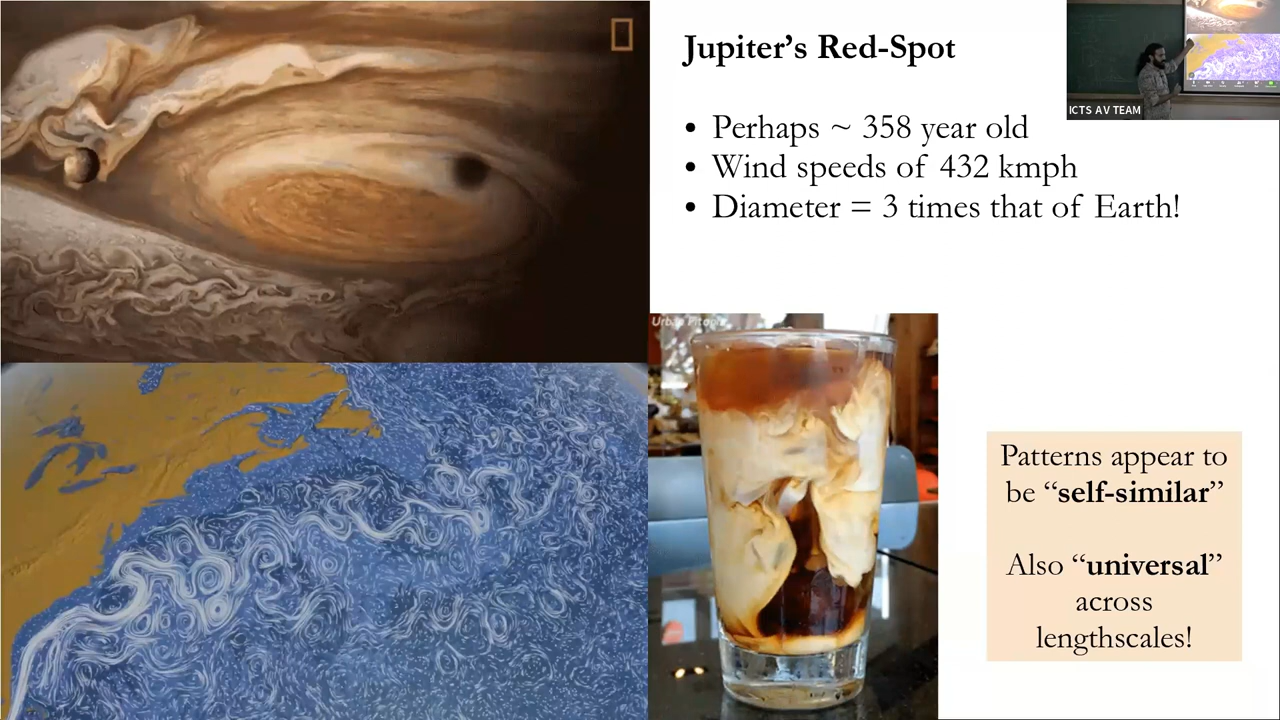 Jupiter’s Red-Spot
ICTS AV TEAM
• Perhaps ~ 358 year old
• Wind speeds of 432 kmph
• Diameter = 3 times that of Earth!
Patterns appear to
be “self-similar”
Also “universal”
across
lengthscales!